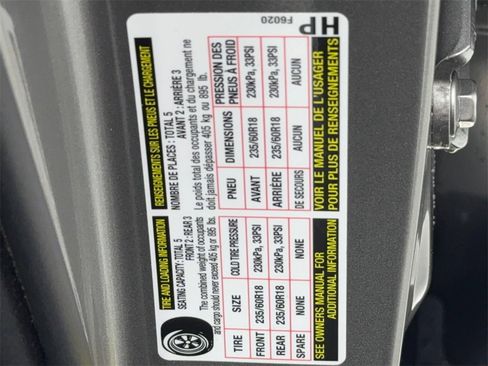 TIRE AND LOADING INFORMATION
SEATING CAPACITY: TOTAL 5
FRONT 2: REAR 3
The combined weight of occupants
and cargo should never exceed 405 kg or 895 lbs.
TIRE SIZE COLD TIRE PRESSURE
FRONT 235/60R18 230kPa, 33PSI
REAR 235/60R18 230kPa, 33PSI
SPARE NONE NONE
SEE OWNERS MANUAL FOR
ADDITIONAL INFORMATION
RENSEIGNEMENTS SUR LES PNEUS ET LE CHARGEMENT
NOMBRE DE PLACES : TOTAL 5
AVANT 2 : ARRIÈRE 3
Le poids total des occupants et du chargement ne
doit jamais dépasser 405 kg ou 895 lb.
PNEU DIMENSIONS PRESSION DES
PNEUS À FROID
AVANT 235/60R18 230kPa, 33PSI
ARRIÈRE 235/60R18 230kPa, 33PSI
DE SECOURS AUCUN AUCUN
VOIR LE MANUEL DE L'USAGER
POUR PLUS DE RENSEIGNEMENTS
F6020
HP